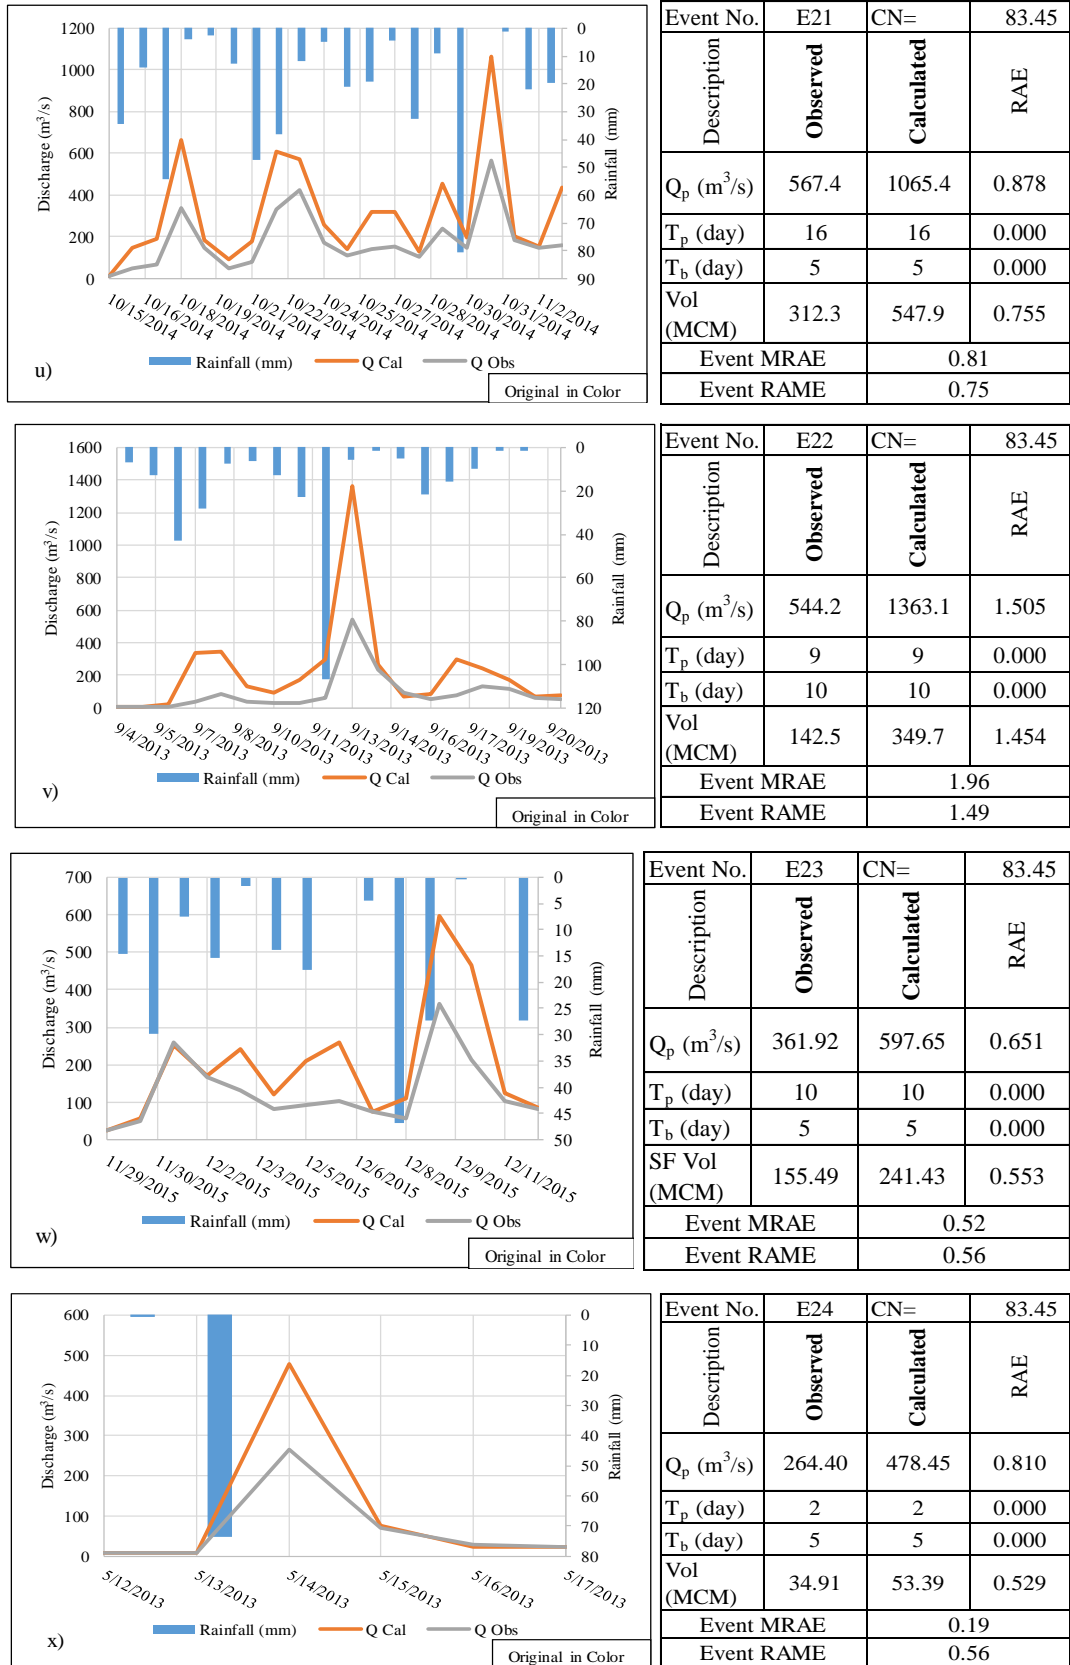 1200
1000
800
600
400
200
0
Discharge (m³/s)
0
10
20
30
40
50
60
70
80
90
Rainfall (mm)
10/15/2014
10/16/2014
10/18/2014
10/19/2014
10/21/2014
10/22/2014
10/24/2014
10/25/2014
10/27/2014
10/28/2014
10/30/2014
10/31/2014
11/2/2014
Rainfall (mm) Q Cal Q Obs
u)
Original in Color
Event No. E21 CN= 83.45
Description Observed Calculated RAE
Qp (m³/s) 567.4 1065.4 0.878
Tp (day) 16 16 0.000
Tb (day) 5 5 0.000
Vol
(MCM) 312.3 547.9 0.755
Event MRAE 0.81
Event RAME 0.75
1600
1400
1200
1000
800
600
400
200
0
Discharge (m³/s)
0
20
40
60
80
100
120
Rainfall (mm)
9/4/2013
9/5/2013
9/7/2013
9/8/2013
9/10/2013
9/11/2013
9/13/2013
9/14/2013
9/16/2013
9/17/2013
9/19/2013
9/20/2013
Rainfall (mm) Q Cal Q Obs
v)
Original in Color
Event No. E22 CN= 83.45
Description Observed Calculated RAE
Qp (m³/s) 544.2 1363.1 1.505
Tp (day) 9 9 0.000
Tb (day) 10 10 0.000
Vol
(MCM) 142.5 349.7 1.454
Event MRAE 1.96
Event RAME 1.49
700
600
500
400
300
200
100
0
Discharge (m³/s)
0
5
10
15
20
25
30
35
40
45
50
Rainfall (mm)
11/29/2015
11/30/2015
12/2/2015
12/3/2015
12/5/2015
12/6/2015
12/8/2015
12/9/2015
12/11/2015
Rainfall (mm) Q Cal Q Obs
w)
Original in Color
Event No. E23 CN= 83.45
Description Observed Calculated RAE
Qp (m³/s) 361.92 597.65 0.651
Tp (day) 10 10 0.000
Tb (day) 5 5 0.000
SF Vol
(MCM) 155.49 241.43 0.553
Event MRAE 0.52
Event RAME 0.56
600
500
400
300
200
100
0
Discharge (m³/s)
0
10
20
30
40
50
60
70
80
Rainfall (mm)
5/12/2013
5/13/2013
5/14/2013
5/15/2013
5/16/2013
5/17/2013
Rainfall (mm) Q Cal Q Obs
x)
Original in Color
Event No. E24 CN= 83.45
Description Observed Calculated RAE
Qp (m³/s) 264.40 478.45 0.810
Tp (day) 2 2 0.000
Tb (day) 5 5 0.000
Vol
(MCM) 34.91 53.39 0.529
Event MRAE 0.19
Event RAME 0.56